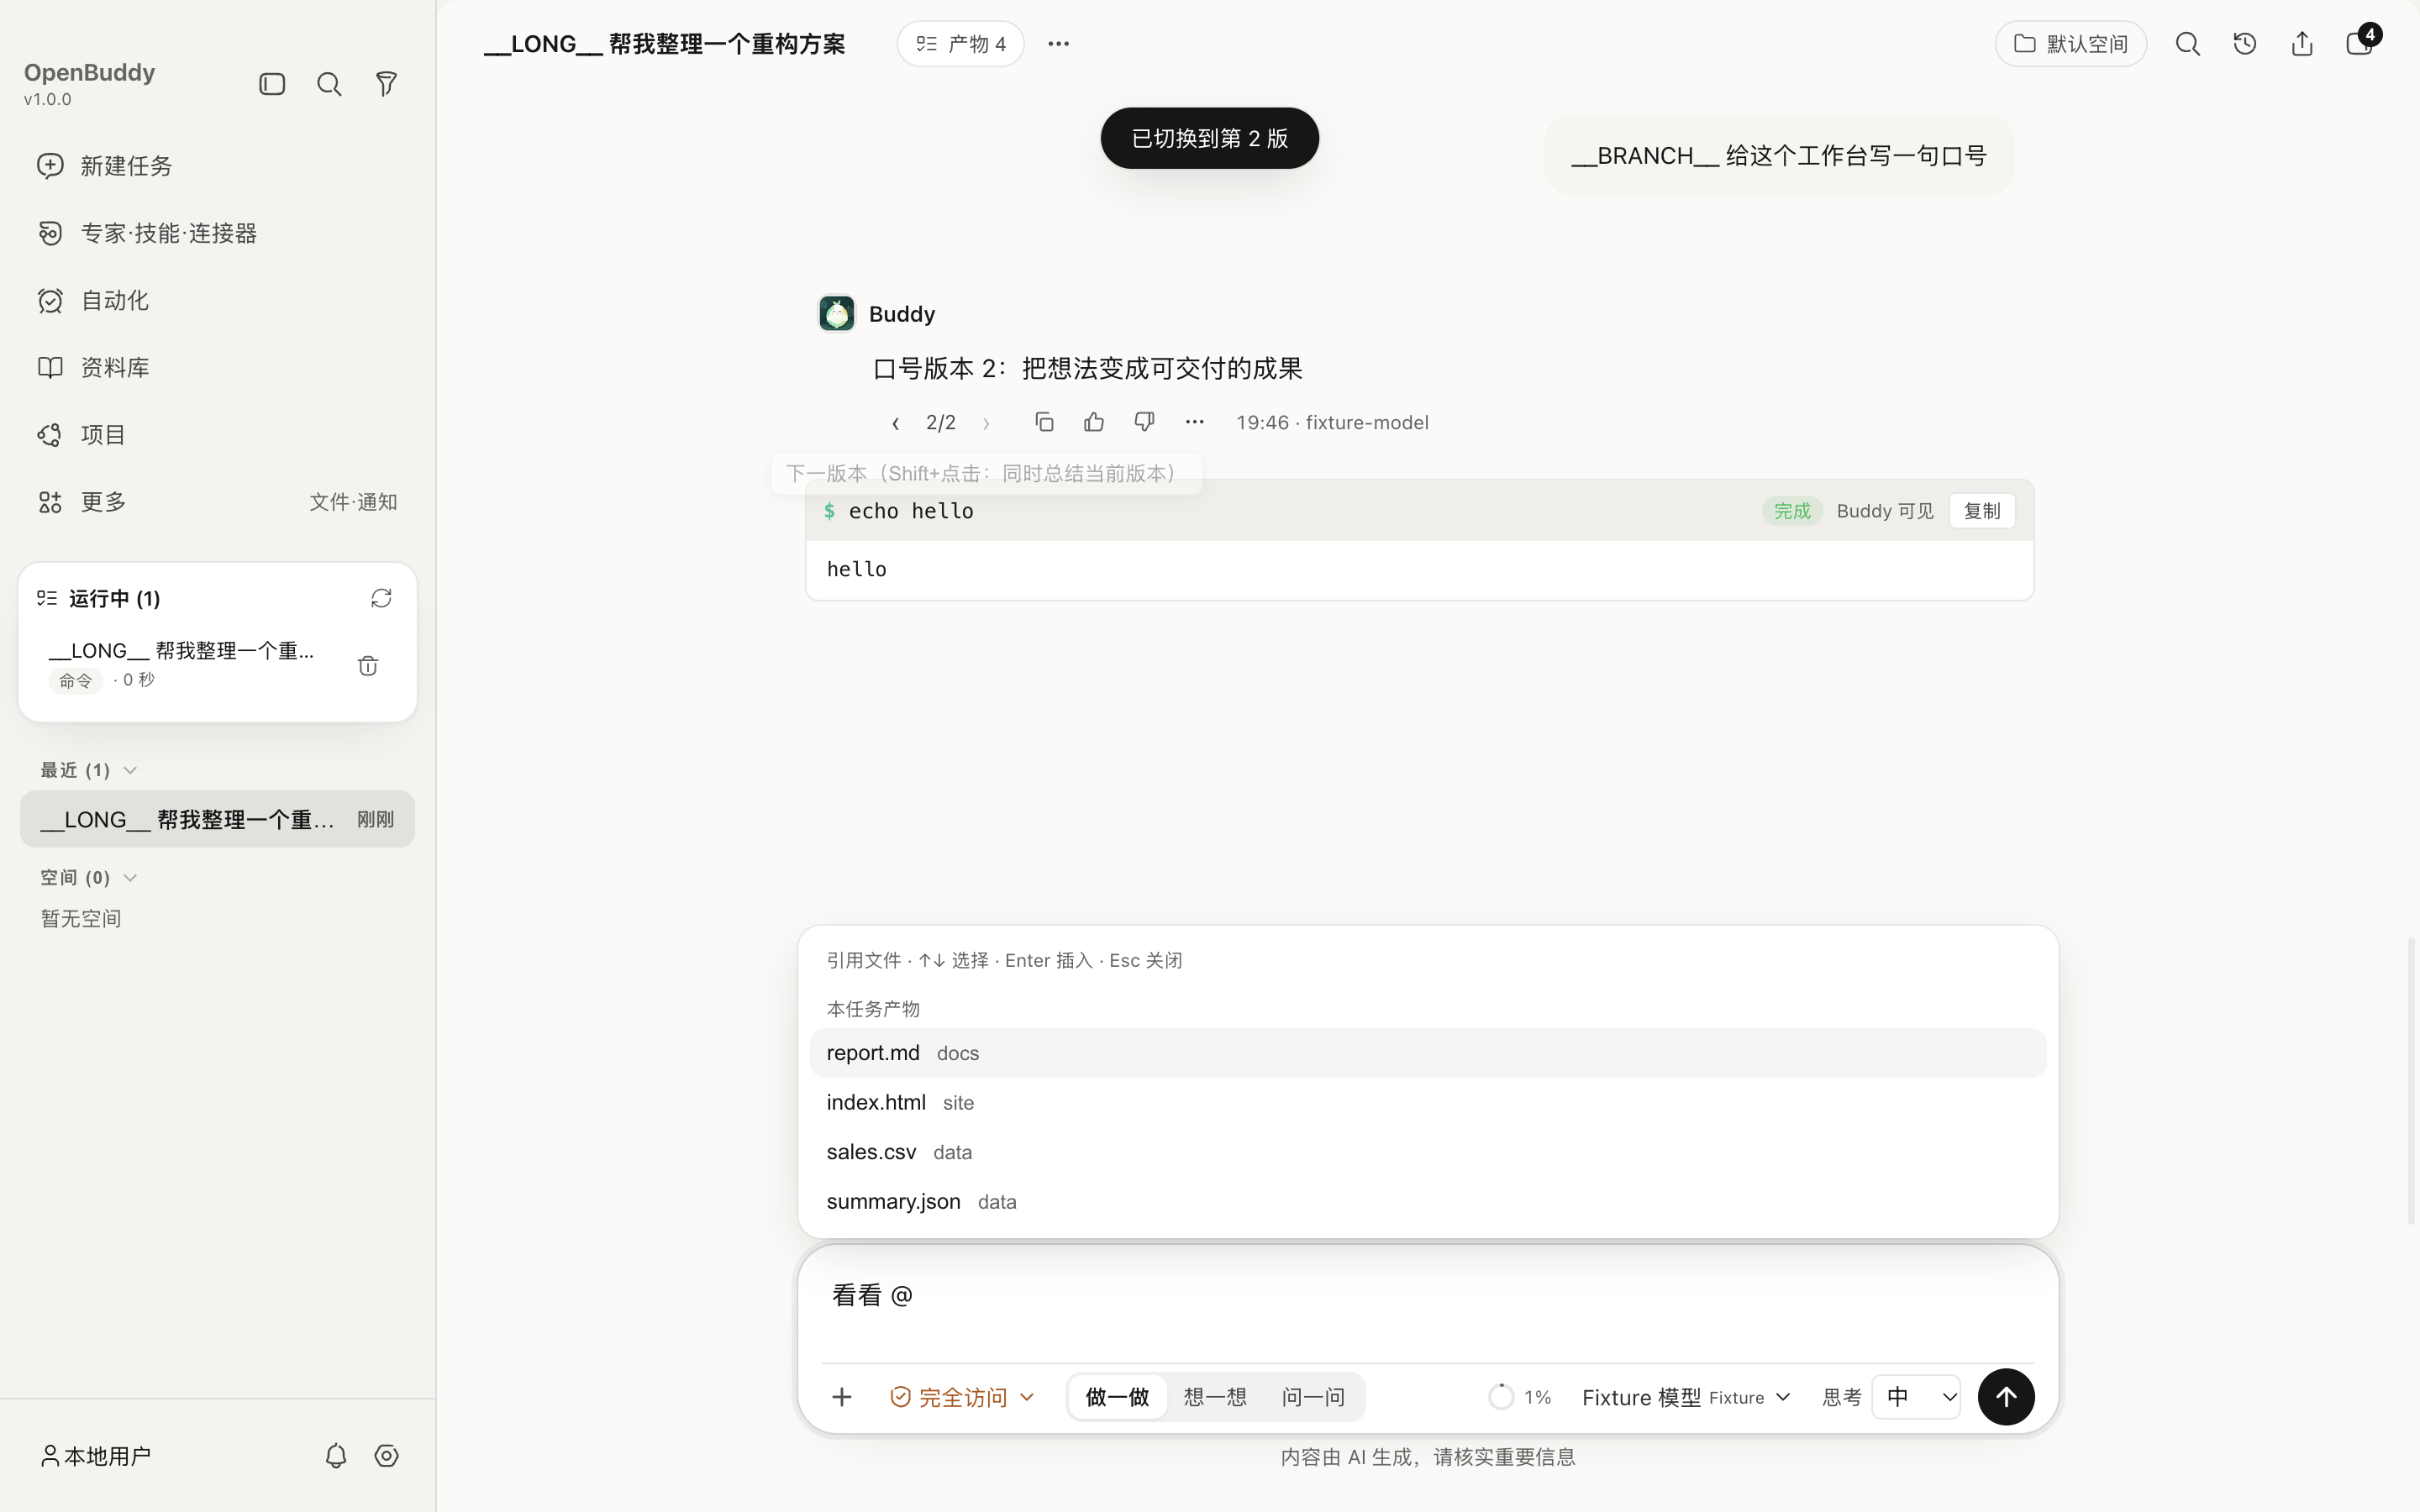 OpenBuddy
v1.0.0
新建任务
专家·技能·连接器
自动化
资料库
项目
更多 文件·通知
运行中 (1)
__LONG__ 帮我整理一个重…
命令 · 0 秒
最近 (1)
__LONG__ 帮我整理一个重… 刚刚
空间 (0)
暂无空间
本地用户
__LONG__ 帮我整理一个重构方案 产物 4
默认空间 4
已切换到第 2 版
__BRANCH__ 给这个工作台写一句口号
Buddy
口号版本 2：把想法变成可交付的成果
2/2 19:46 · fixture-model
下一版本（Shift+点击：同时总结当前版本）
$ echo hello 完成 Buddy 可见 复制
hello
引用文件 · ↑↓ 选择 · Enter 插入 · Esc 关闭
本任务产物
report.md docs
index.html site
sales.csv data
summary.json data
看看 @
完全访问 做一做 想一想 问一问 1% Fixture 模型 Fixture 思考 中
内容由 AI 生成，请核实重要信息